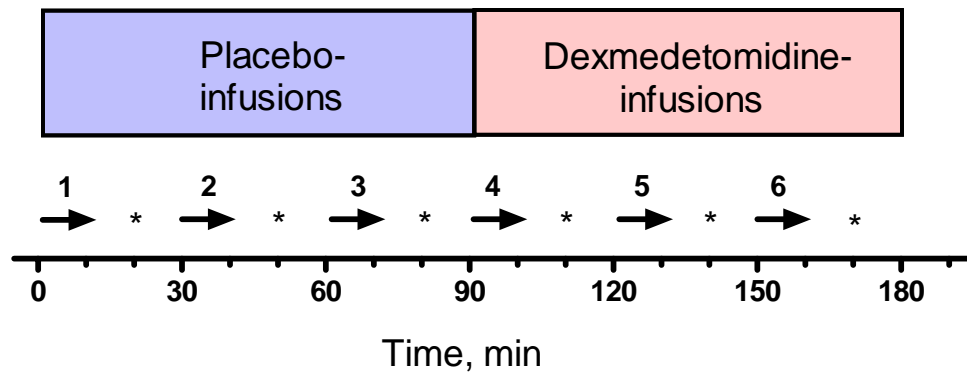 Placebo-
infusions
Dexmedetomidine-
infusions
1 2 3 4 5 6
* * * * * *
0 30 60 90 120 150 180
Time, min